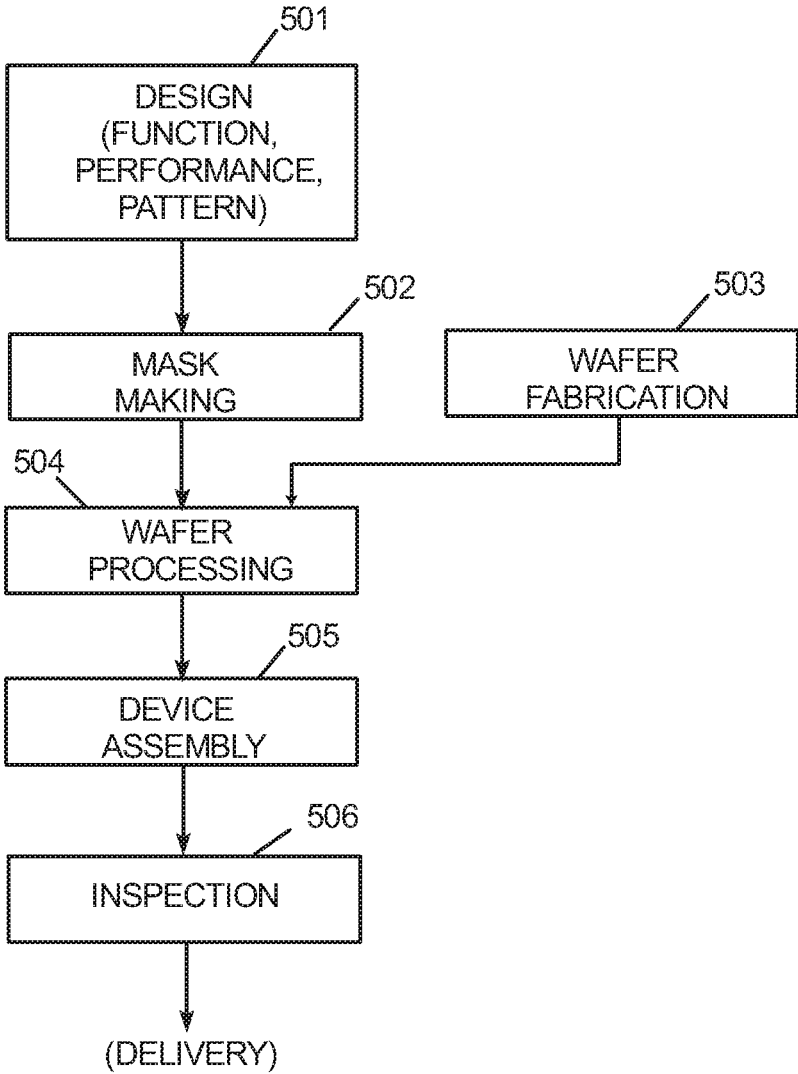 501
DESIGN
(FUNCTION,
PERFORMANCE,
PATTERN)
502
MASK
MAKING
503
WAFER
FABRICATION
504
WAFER
PROCESSING
505
DEVICE
ASSEMBLY
506
INSPECTION
(DELIVERY)